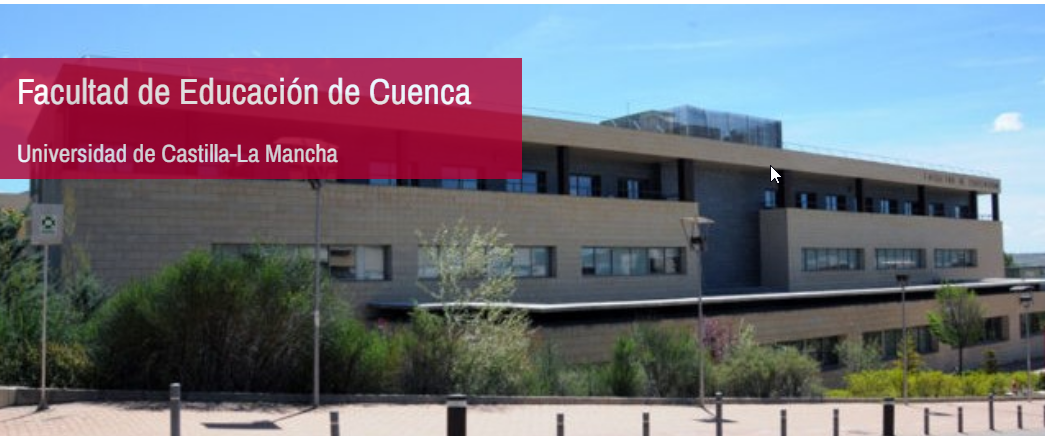 Facultad de Educación de Cuenca
Universidad de Castilla-La Mancha